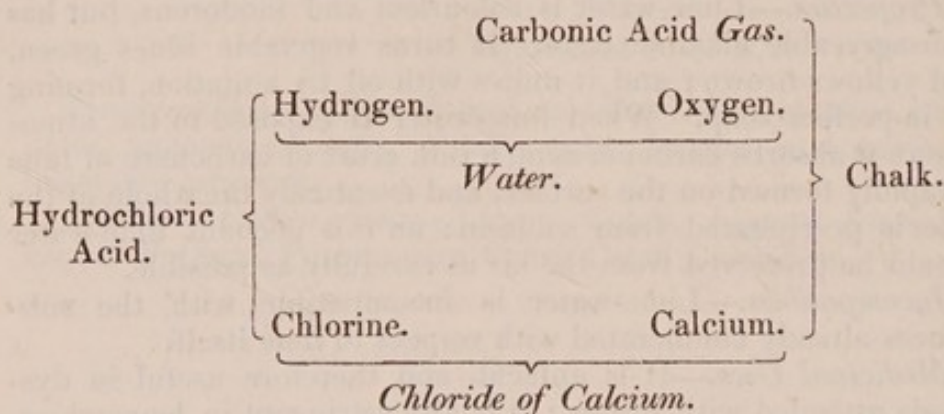 Carbonic Acid Gas.
Hydrogen. Oxygen.
Water.
Hydrochloric
Acid.
Chalk.
Chlorine. Calcium.
Chloride of Calcium.